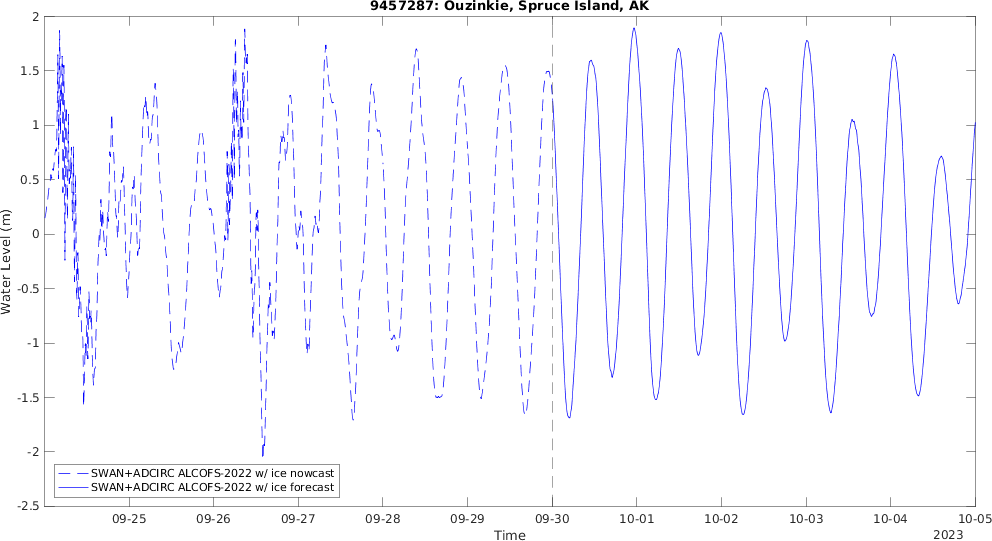 9457287: Ouzinkie, Spruce Island, AK
2
1.5
1
0.5
0
-0.5
-1
-1.5
-2
-2.5
Water Level (m)
SWAN+ADCIRC ALCOFS-2022 w/ ice nowcast
SWAN+ADCIRC ALCOFS-2022 w/ ice forecast
09-25 09-26 09-27 09-28 09-29 09-30 10-01 10-02 10-03 10-04 10-05
Time
2023